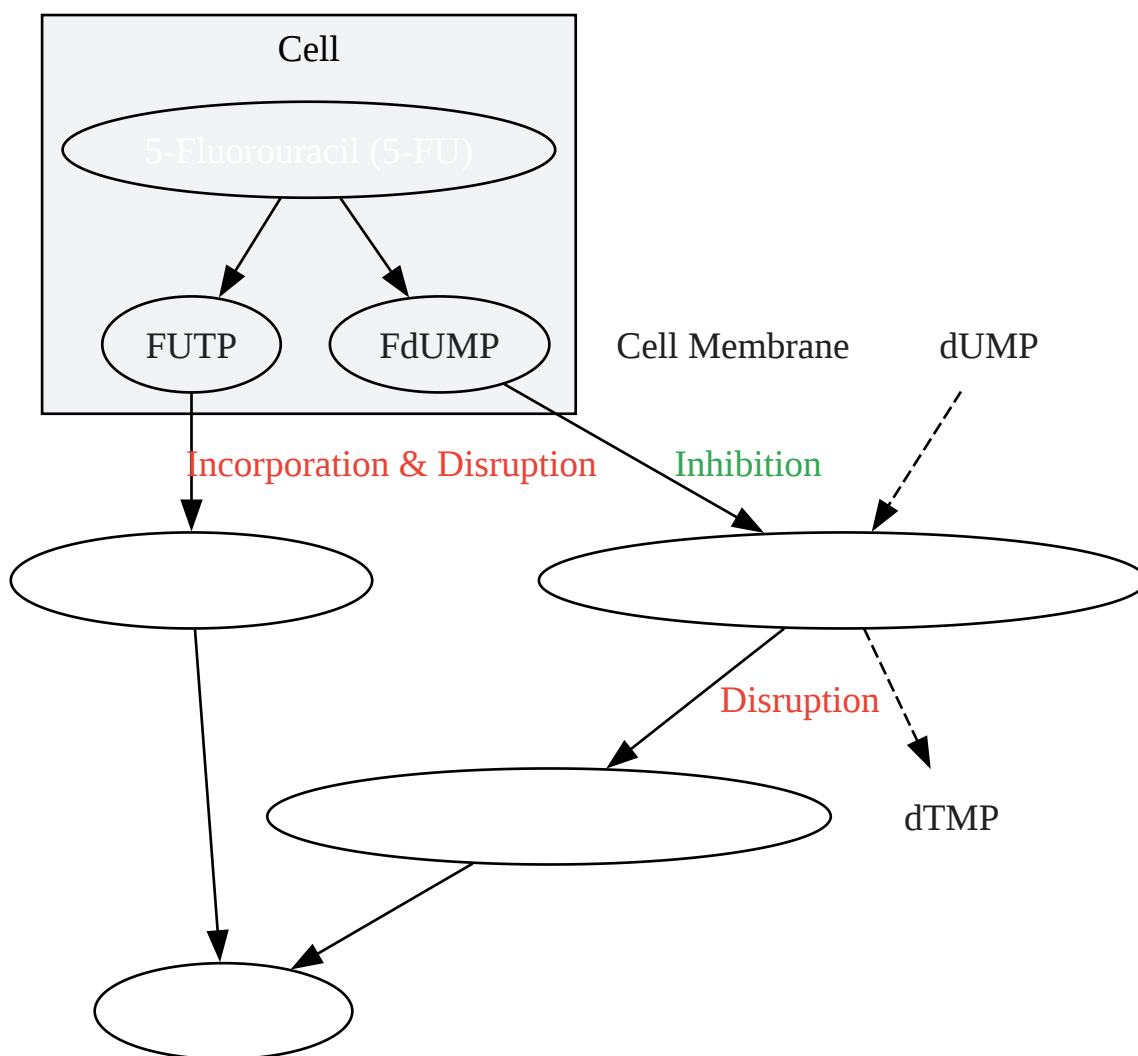 Cell
5-Fluorouracil (5-FU)
FUTP
FdUMP
Cell Membrane
dUMP
Incorporation & Disruption
Inhibition
Disruption
dTMP